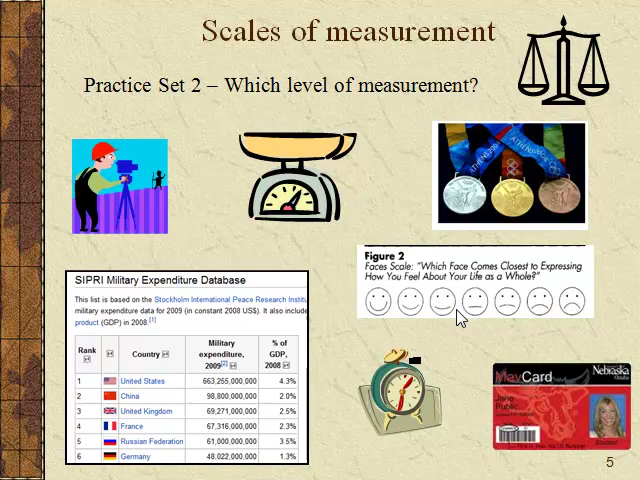 Scales of measurement
Practice Set 2 – Which level of measurement?
ATHENS 200
Figure 2
Faces Scale: "Which Face Comes Closest to Expressing
How You Feel About Your Life as a Whole?"
SIPRI Military Expenditure Database
This list is based on the Stockholm International Peace Research
military expenditure data for 2009 (in constant 2008 US$). It also include
product (GDP) in 2008.[1]
Rank Country Military expenditure, 2009[2] % of GDP, 2008
1 United States 663,255,000,000 4.3%
2 China 98,800,000,000 2.0%
3 United Kingdom 69,271,000,000 2.5%
4 France 67,316,000,000 2.3%
5 Russian Federation 61,000,000,000 3.5%
6 Germany 48,022,000,000 1.3%
MavCard
Nebraska
Omaha
Jane
Public
Student
5